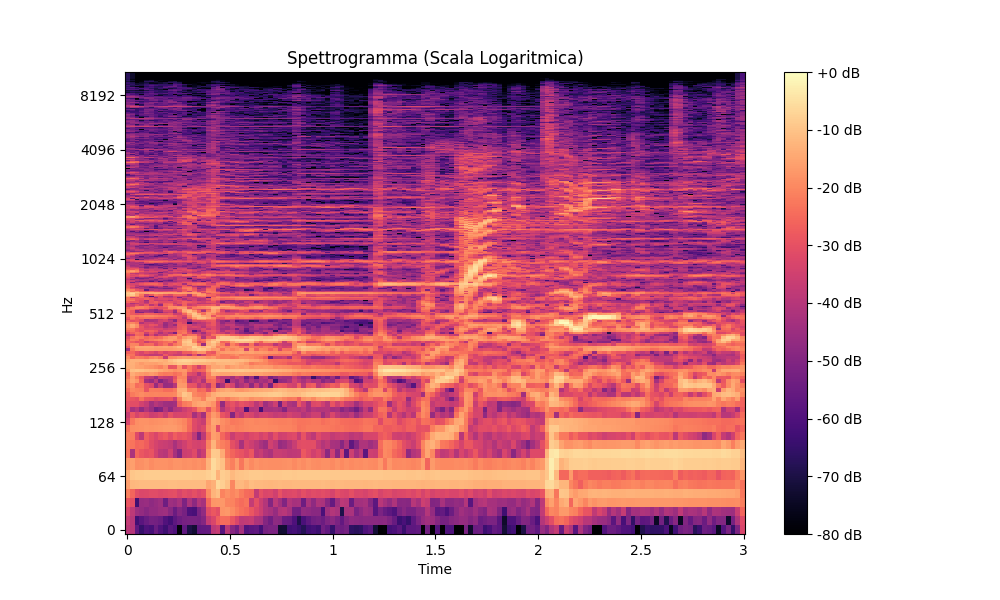 Spettrogramma (Scala Logaritmica)
Hz
8192
4096
2048
1024
512
256
128
64
0
0
0.5
1
1.5
2
2.5
3
Time
+0 dB
-10 dB
-20 dB
-30 dB
-40 dB
-50 dB
-60 dB
-70 dB
-80 dB